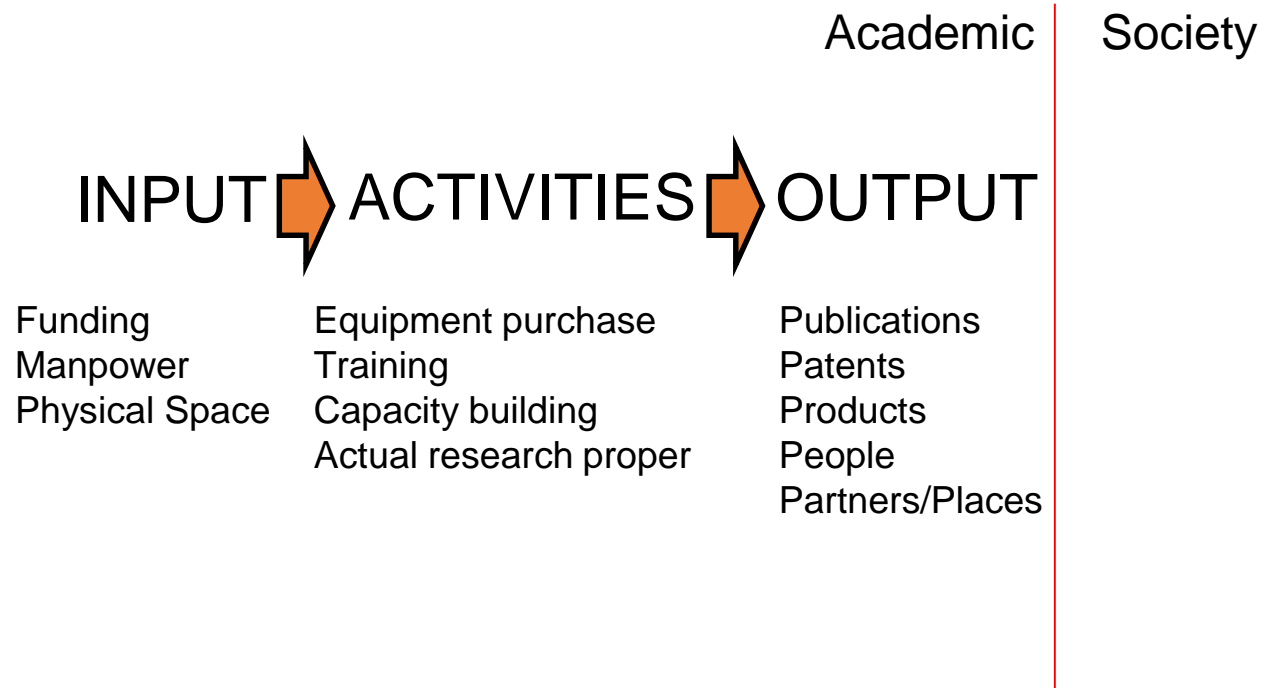 Academic Society
INPUT ACTIVITIES OUTPUT
Funding
Manpower
Physical Space
Equipment purchase
Training
Capacity building
Actual research proper
Publications
Patents
Products
People
Partners/Places